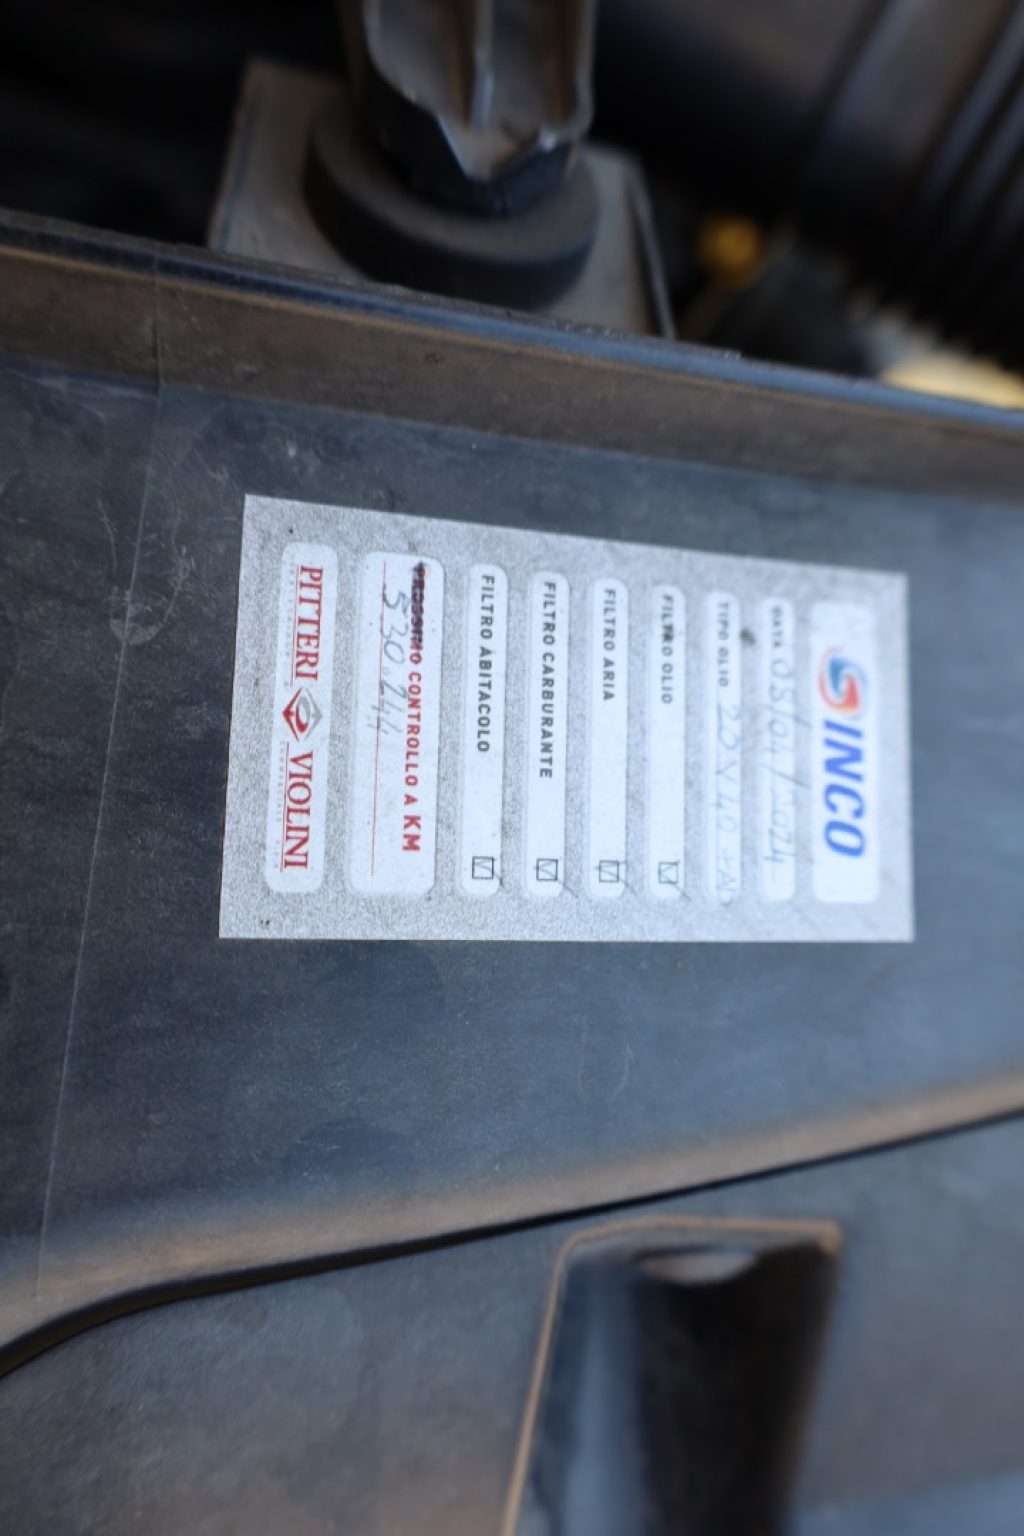 SINCO
DATA 05/04/2024
TIPO OLIO 20 V 40
FILTRO OLIO
FILTRO ARIA
FILTRO CARBURANTE
FILTRO ABITACOLO
PROSSIMO CONTROLLO A KM
530.244
PITTERI VIOLINI